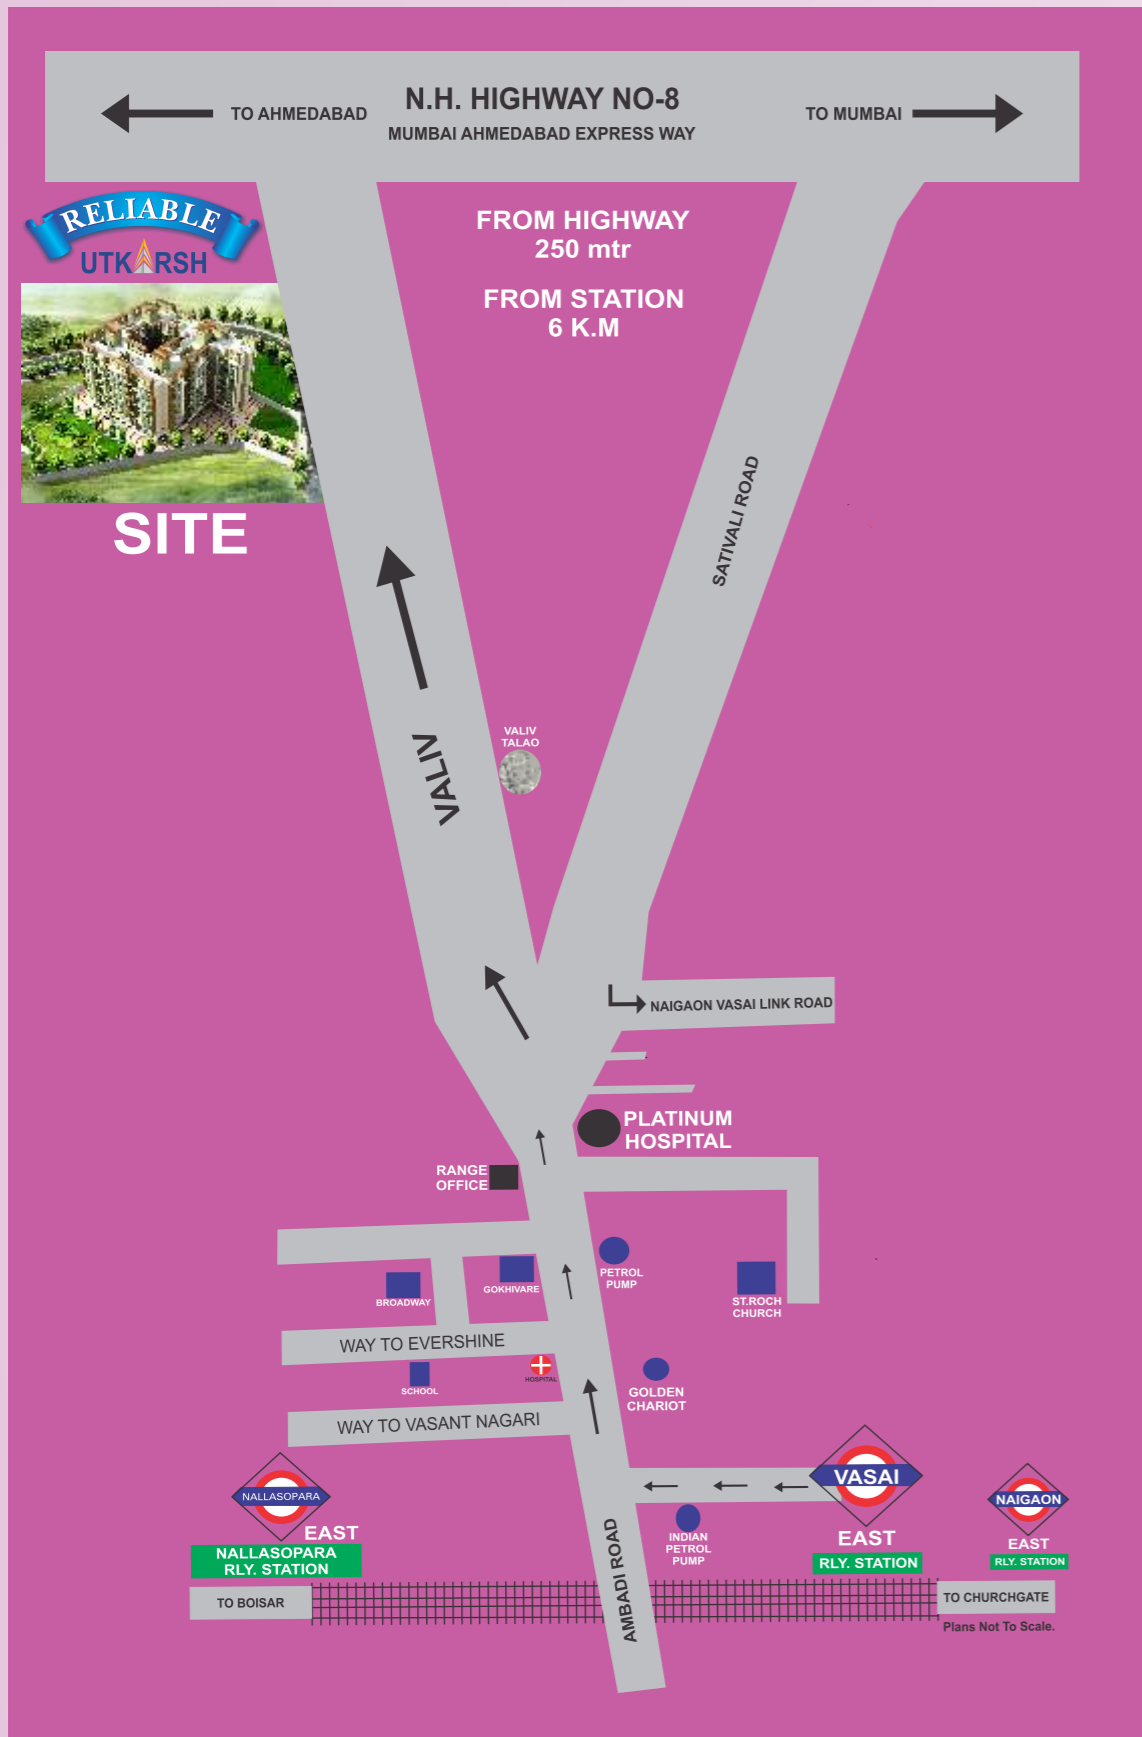 N.H. HIGHWAY NO-8
TO AHMEDABAD
TO MUMBAI
MUMBAI AHMEDABAD EXPRESS WAY
RELIABLE
UTKARSH
FROM HIGHWAY
250 mtr
FROM STATION
6 K.M
SITE
SATIVALI ROAD
VALIV
VALIV
TALAO
NAIGAON VASAI LINK ROAD
PLATINUM
HOSPITAL
RANGE
OFFICE
PETROL
PUMP
GOKHIVARE
BROADWAY
ST.ROCH
CHURCH
WAY TO EVERSHINE
HOSPITAL
SCHOOL
GOLDEN
CHARIOT
WAY TO VASANT NAGARI
VASAI
EAST
RLY. STATION
NALLASOPARA
EAST
NALLASOPARA
RLY. STATION
NAIGAON
EAST
RLY. STATION
INDIAN
PETROL
PUMP
AMBADI ROAD
TO BOISAR
TO CHURCHGATE
Plans Not To Scale.